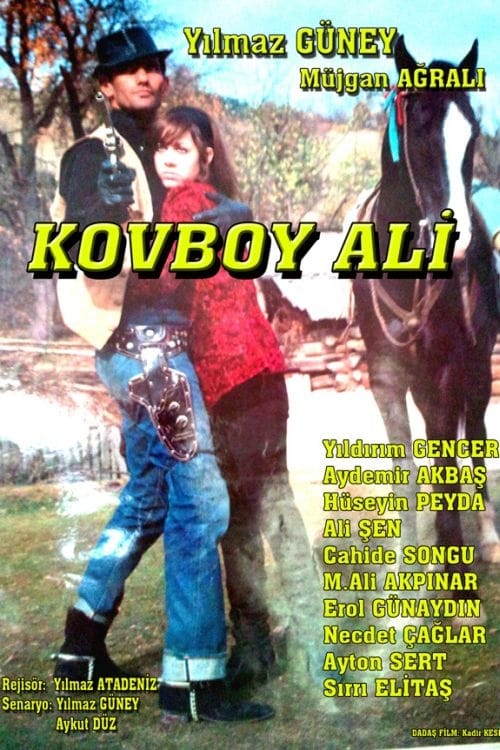 Yılmaz GÜNEY
Müjgan AĞRALI
KOVBOY ALİ
Yıldırım GENCER
Aydemir AKBAŞ
Hüseyin PEYDA
Ali ŞEN
Cahide SONGU
M.Ali AKPINAR
Erol GÜNAYDIN
Necdet ÇAĞLAR
Ayton SERT
Sırrı ELİTAŞ
Rejisör: Yılmaz ATADENİZ
Senaryo: Yılmaz GÜNEY
Aykut DÜZ
DADAŞ FİLM: Kadir KES